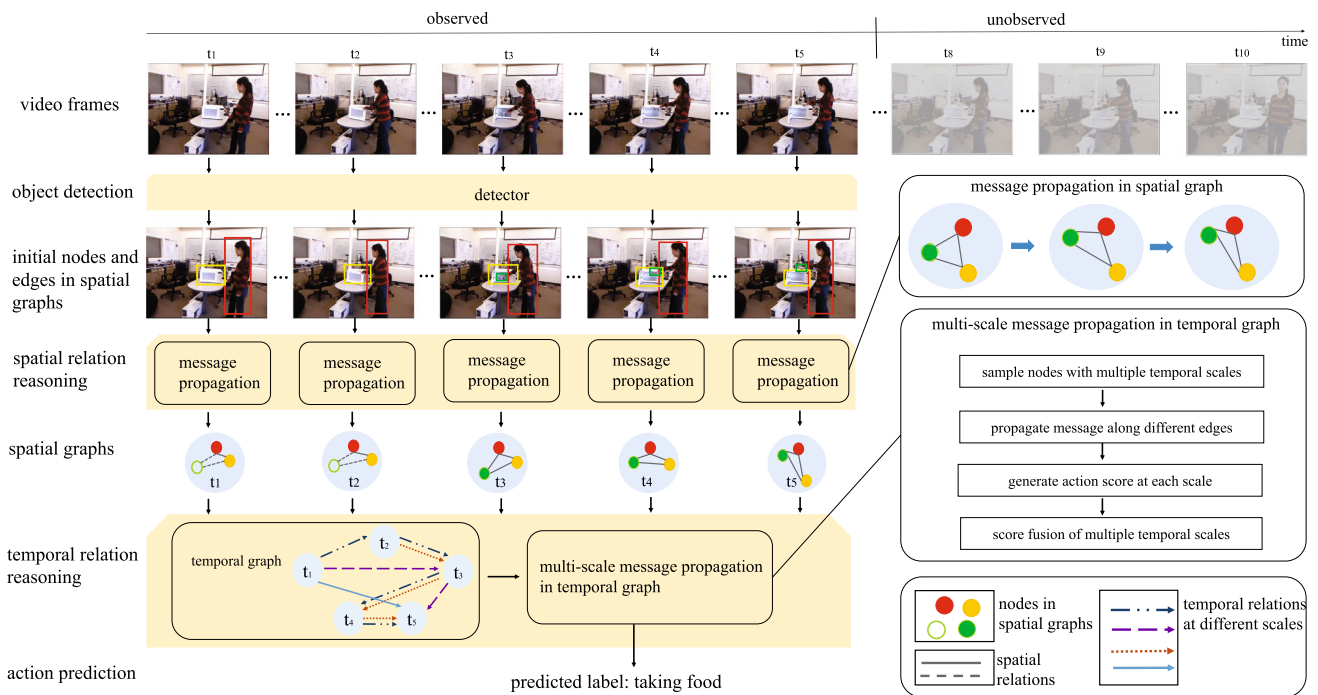 observed
unobserved
time
t1
t2
t3
t4
t5
t8
t9
t10
video frames
...
...
...
...
...
...
...
object detection
detector
message propagation in spatial graph
initial nodes and
edges in spatial
graphs
...
...
...
...
multi-scale message propagation in temporal graph
sample nodes with multiple temporal scales
propagate message along different edges
generate action score at each scale
score fusion of multiple temporal scales
spatial relation
reasoning
message
propagation
message
propagation
message
propagation
message
propagation
message
propagation
spatial graphs
t1
t2
t3
t4
t5
temporal relation
reasoning
temporal graph
t1
t2
t3
t4
t5
multi-scale message propagation
in temporal graph
nodes in
spatial graphs
spatial
relations
temporal relations
at different scales
action prediction
predicted label: taking food